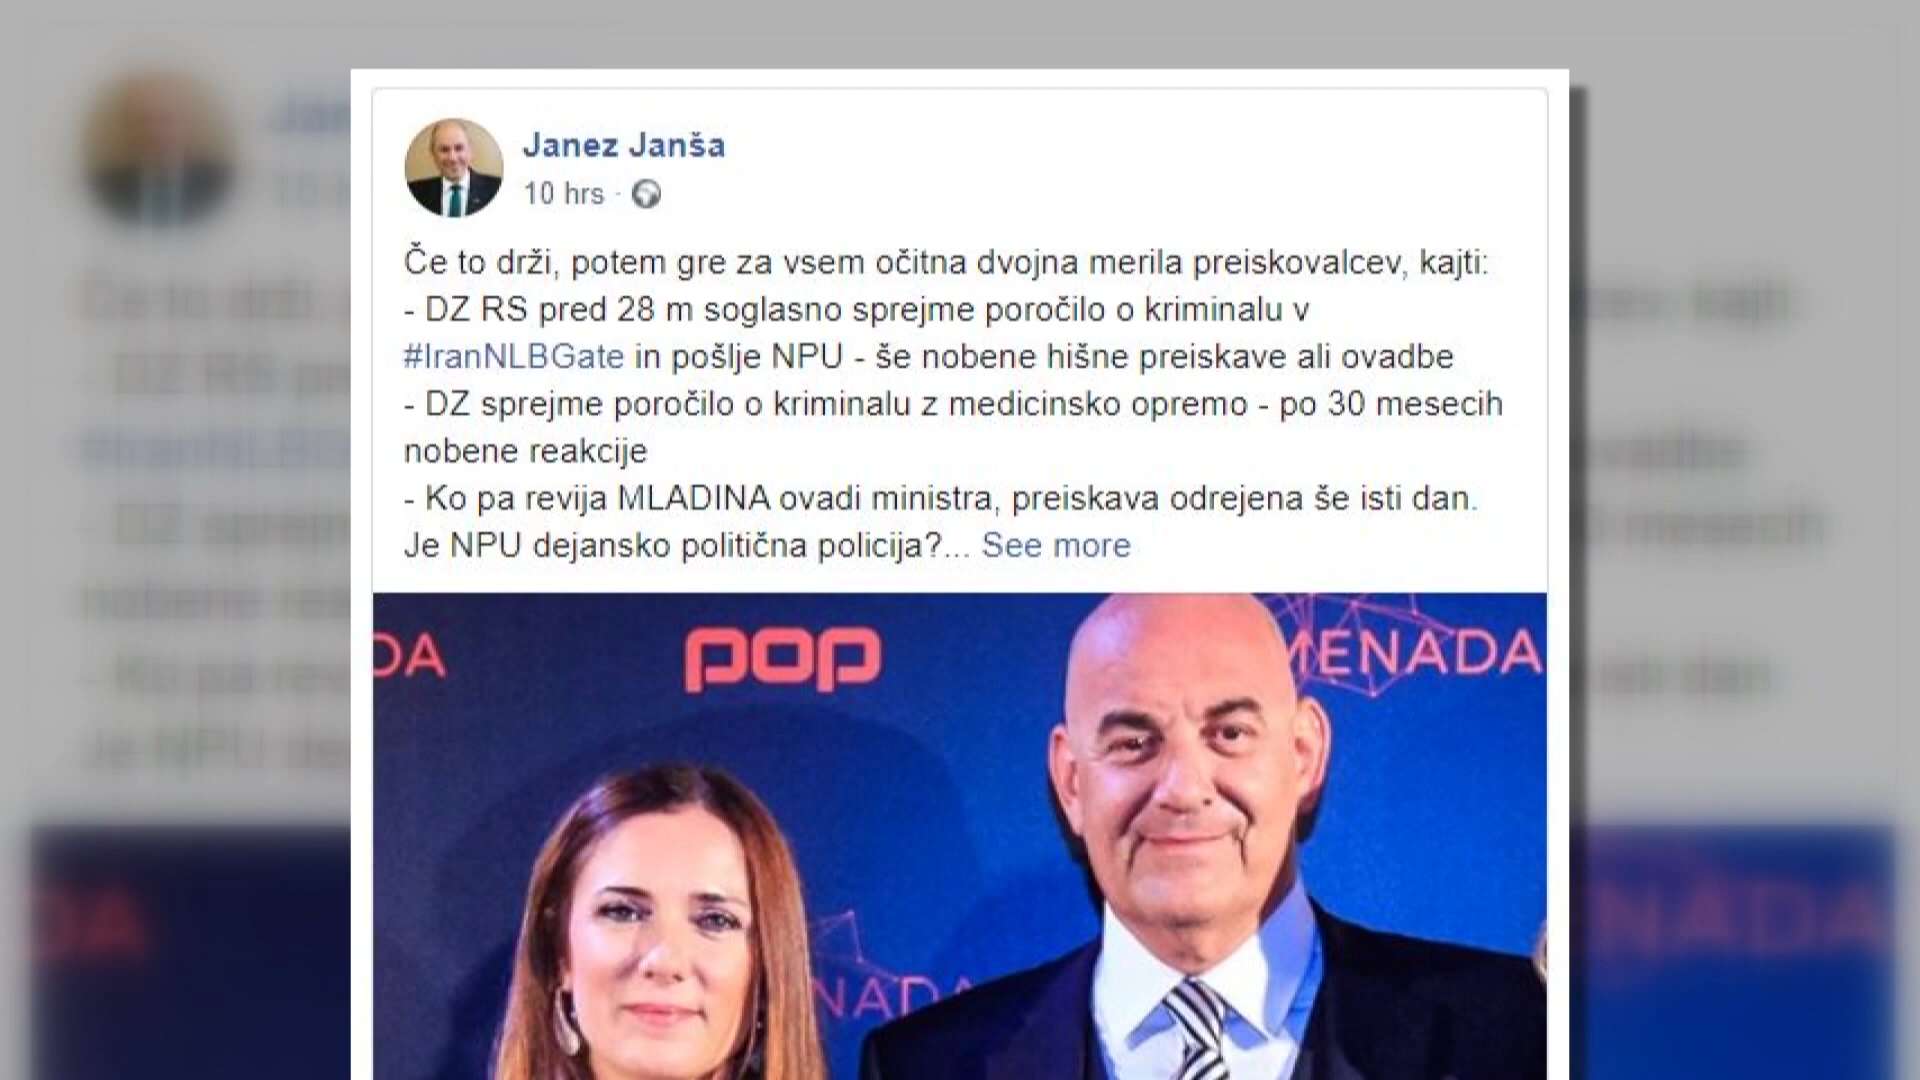 Janez Janša
10 hrs ·
Če to drži, potem gre za vsem očitna dvojna merila preiskovalcev, kajti:
- DZ RS pred 28 m soglasno sprejme poročilo o kriminalu v
#IranNLBGate in pošlje NPU - še nobene hišne preiskave ali ovadbe
- DZ sprejme poročilo o kriminalu z medicinsko opremo - po 30 mesecih
nobene reakcije
- Ko pa revija MLADINA ovadi ministra, preiskava odrejena še isti dan.
Je NPU dejansko politična policija?... See more
DA pop MENADA
NADA